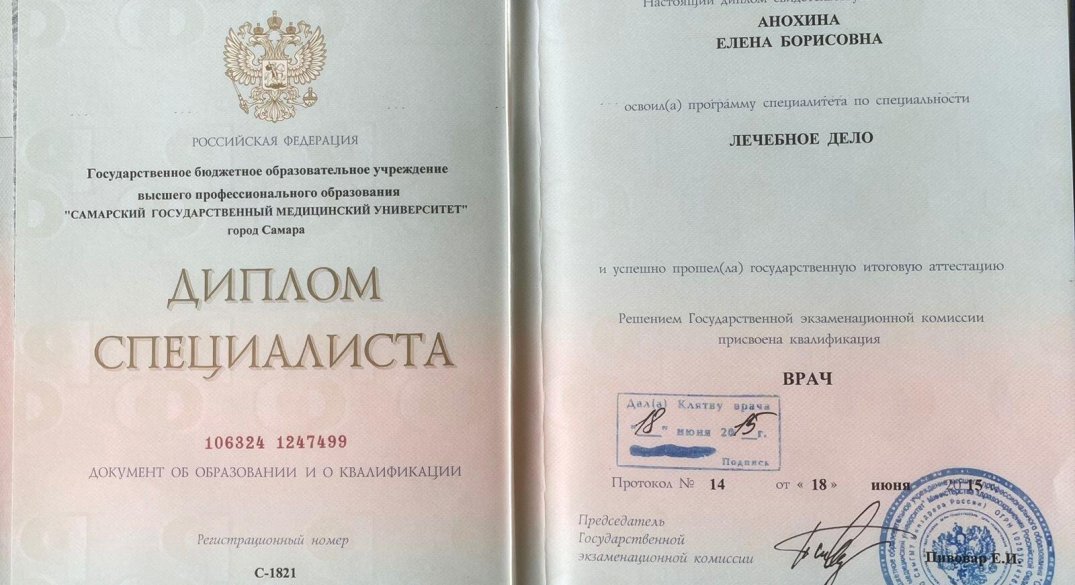 РОССИЙСКАЯ ФЕДЕРАЦИЯ
Государственное бюджетное образовательное учреждение
высшего профессионального образования
"САМАРСКИЙ ГОСУДАРСТВЕННЫЙ МЕДИЦИНСКИЙ УНИВЕРСИТЕТ"
город Самара
ДИПЛОМ
СПЕЦИАЛИСТА
106324 1247499
ДОКУМЕНТ ОБ ОБРАЗОВАНИИ И О КВАЛИФИКАЦИИ
Регистрационный номер
С-1821
Настоящий диплом
АНОХИНА
ЕЛЕНА БОРИСОВНА
освоил(а) программу специалитета по специальности
ЛЕЧЕБНОЕ ДЕЛО
и успешно прошел(ла) государственную итоговую аттестацию
Решением Государственной экзаменационной комиссии
присвоена квалификация
ВРАЧ
Дал(а) Клятву врача
"18" июня 2015 г.
Подпись
Протокол № 14 от « 18 » июня 2015
Председатель
Государственной
экзаменационной комиссии
Пивовар Е.И.